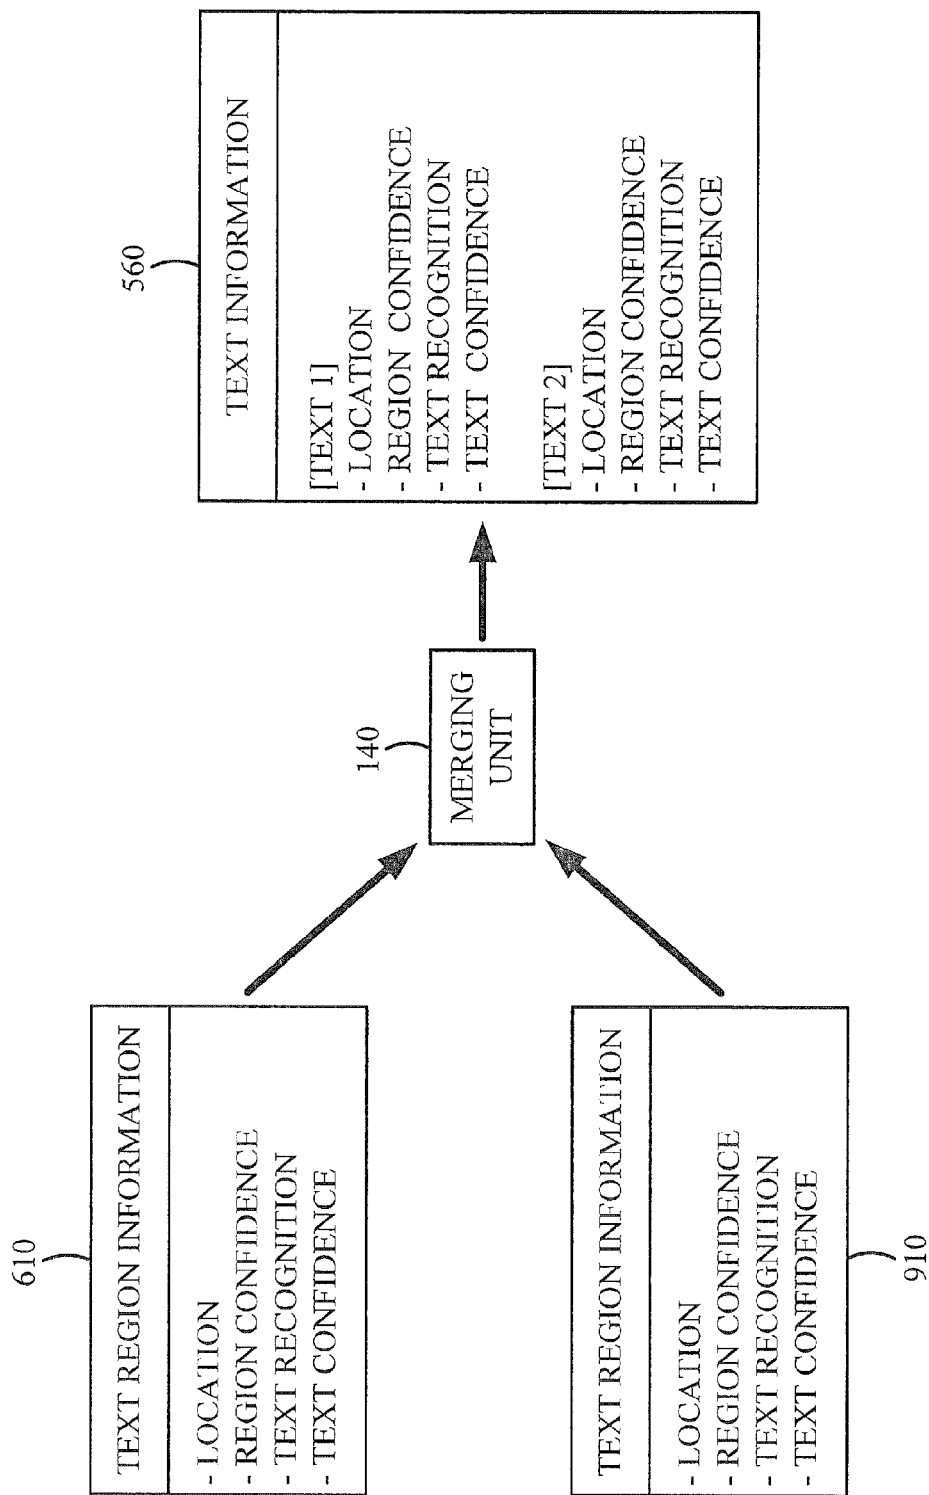 610
TEXT REGION INFORMATION
- LOCATION
- REGION CONFIDENCE
- TEXT RECOGNITION
- TEXT CONFIDENCE
TEXT REGION INFORMATION
- LOCATION
- REGION CONFIDENCE
- TEXT RECOGNITION
- TEXT CONFIDENCE
910
140
MERGING
UNIT
560
TEXT INFORMATION
[TEXT 1]
- LOCATION
- REGION CONFIDENCE
- TEXT RECOGNITION
- TEXT CONFIDENCE
[TEXT 2]
- LOCATION
- REGION CONFIDENCE
- TEXT RECOGNITION
- TEXT CONFIDENCE